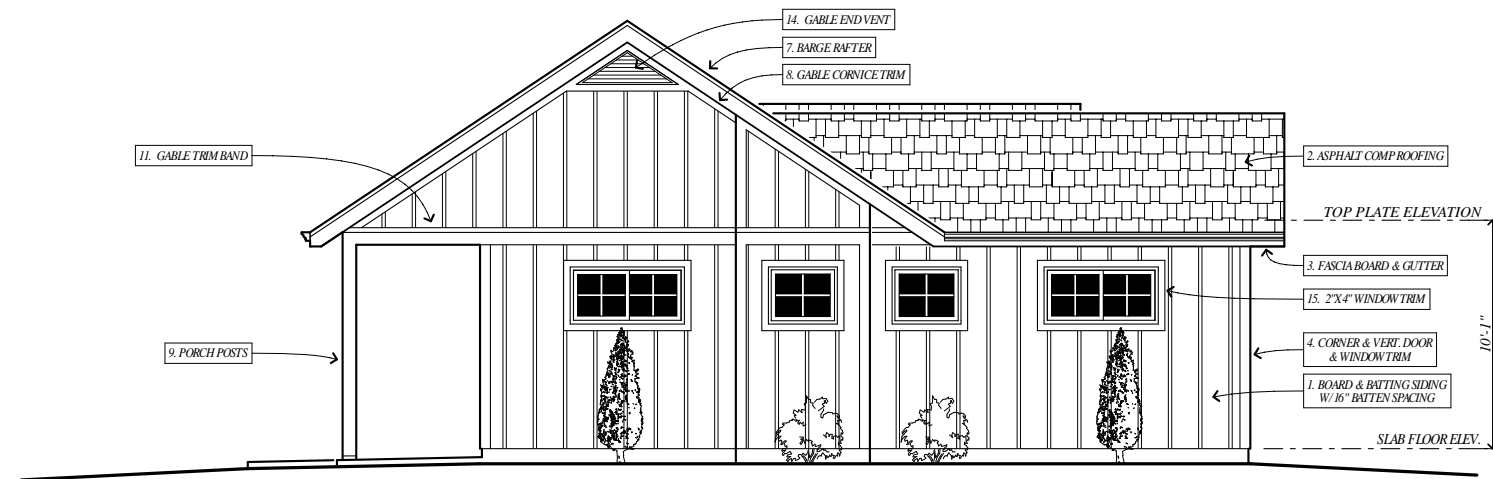 14. GABLE END VENT
7. BARGE RAFTER
8. GABLE CORNICE TRIM
11. GABLE TRIM BAND
2. ASPHALT COMP ROOFING
TOP PLATE ELEVATION
3. FASCIA BOARD & GUTTER
15. 2"X4" WINDOW TRIM
10'-1"
9. PORCH POSTS
4. CORNER & VERT. DOOR
& WINDOW TRIM
1. BOARD & BATTING SIDING
W/ 16" BATTEN SPACING
SLAB FLOOR ELEV.